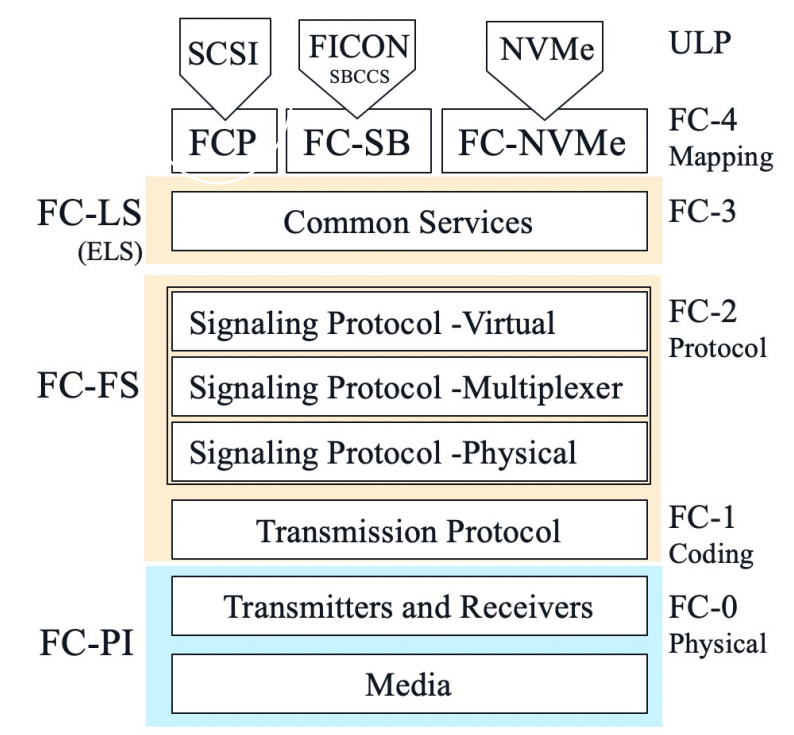 SCSI FICON NVMe ULP
SBCCS
FCP FC-SB FC-NVMe FC-4
Mapping
FC-LS Common Services FC-3
(ELS)
Signaling Protocol -Virtual FC-2
Protocol
FC-FS Signaling Protocol -Multiplexer
Signaling Protocol -Physical
Transmission Protocol FC-1
Coding
Transmitters and Receivers FC-0
FC-PI Physical
Media